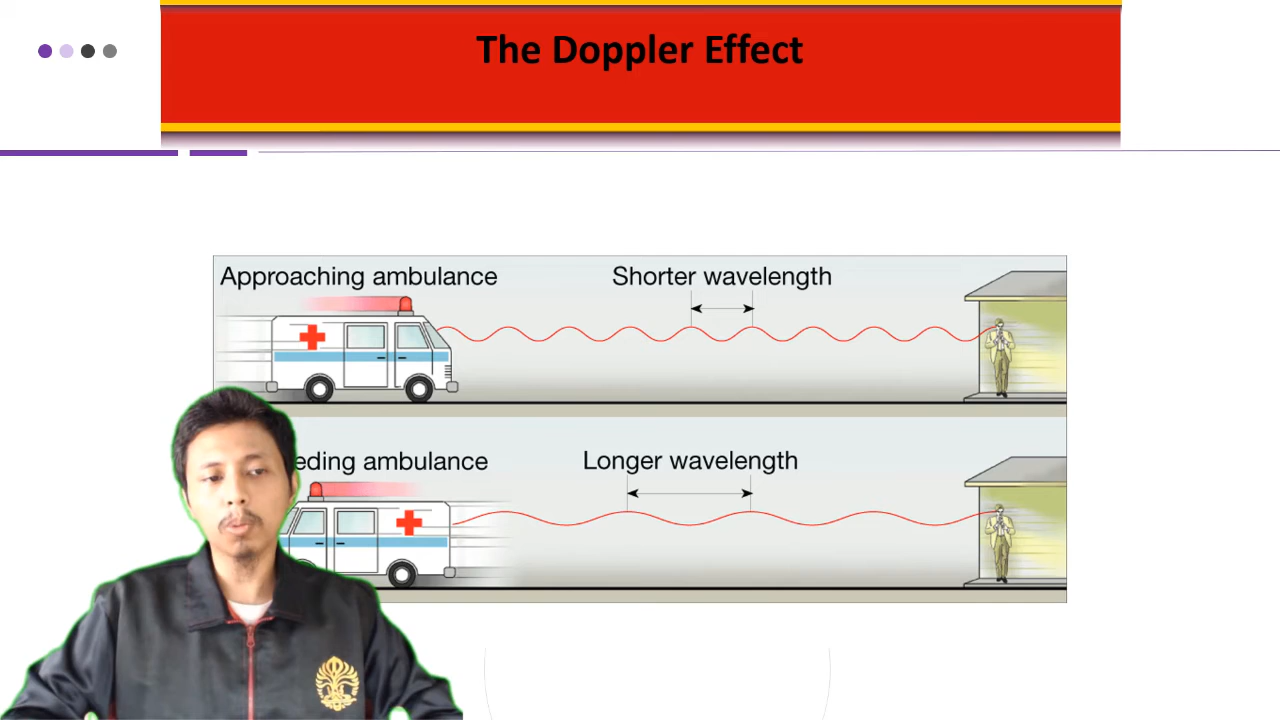 The Doppler Effect
Approaching ambulance
Shorter wavelength
eding ambulance
Longer wavelength